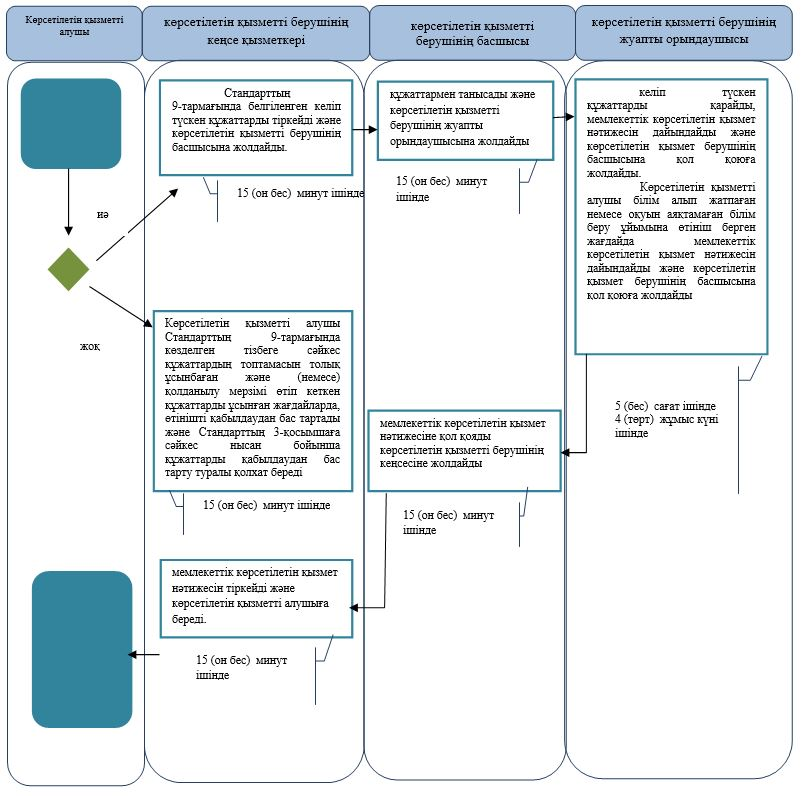 Көрсетілетін қызметті
алушы
көрсетілетін қызметті берушінің
кеңсе қызметкері
көрсетілетін қызметті
берушінің басшысы
көрсетілетін қызметті берушінің
жуапты орындаушысы
Стандарттың
9-тармағында белгіленген келіп
түскен құжаттарды тіркейді және
көрсетілетін қызметті берушінің
басшысына жолдайды.
15 (он бес) минут ішінде
құжаттармен танысады және
көрсетілетін қызметті
берушінің жуапты
орындаушысына жолдайды
15 (он бес) минут
ішінде
келіп түскен
құжаттарды қарайды,
мемлекеттік көрсетілетін қызмет
нәтижесін дайындайды және
көрсетілетін қызмет берушінің
басшысына қол қоюға
жолдайды.
Көрсетілетін қызметті
алушы білім алып жатпаған
немесе оқуын аяқтамаған білім
беру ұйымына өтініш берген
жағдайда мемлекеттік
көрсетілетін қызмет нәтижесін
дайындайды және көрсетілетін
қызмет берушінің басшысына
қол қоюға жолдайды
5 (бес) сағат ішінде
4 (төрт) жұмыс күні
ішінде
иә
жоқ
Көрсетілетін қызметті алушы
Стандарттың 9-тармағында
көзделген тізбеге сәйкес
құжаттардың топтамасын толық
ұсынбаған және (немесе)
қолданылу мерзімі өтіп кеткен
құжаттарды ұсынған жағдайларда,
өтінішті қабылдаудан бас тартады
және Стандарттың 3-қосымшаға
сәйкес нысан бойынша
құжаттарды қабылдаудан бас
тарту туралы қолхат береді
15 (он бес) минут ішінде
мемлекеттік көрсетілетін қызмет
нәтижесіне қол қояды
көрсетілетін қызметті берушінің
кеңсесіне жолдайды
15 (он бес) минут
ішінде
мемлекеттік көрсетілетін қызмет
нәтижесін тіркейді және
көрсетілетін қызметті алушыға
береді.
15 (он бес) минут
ішінде